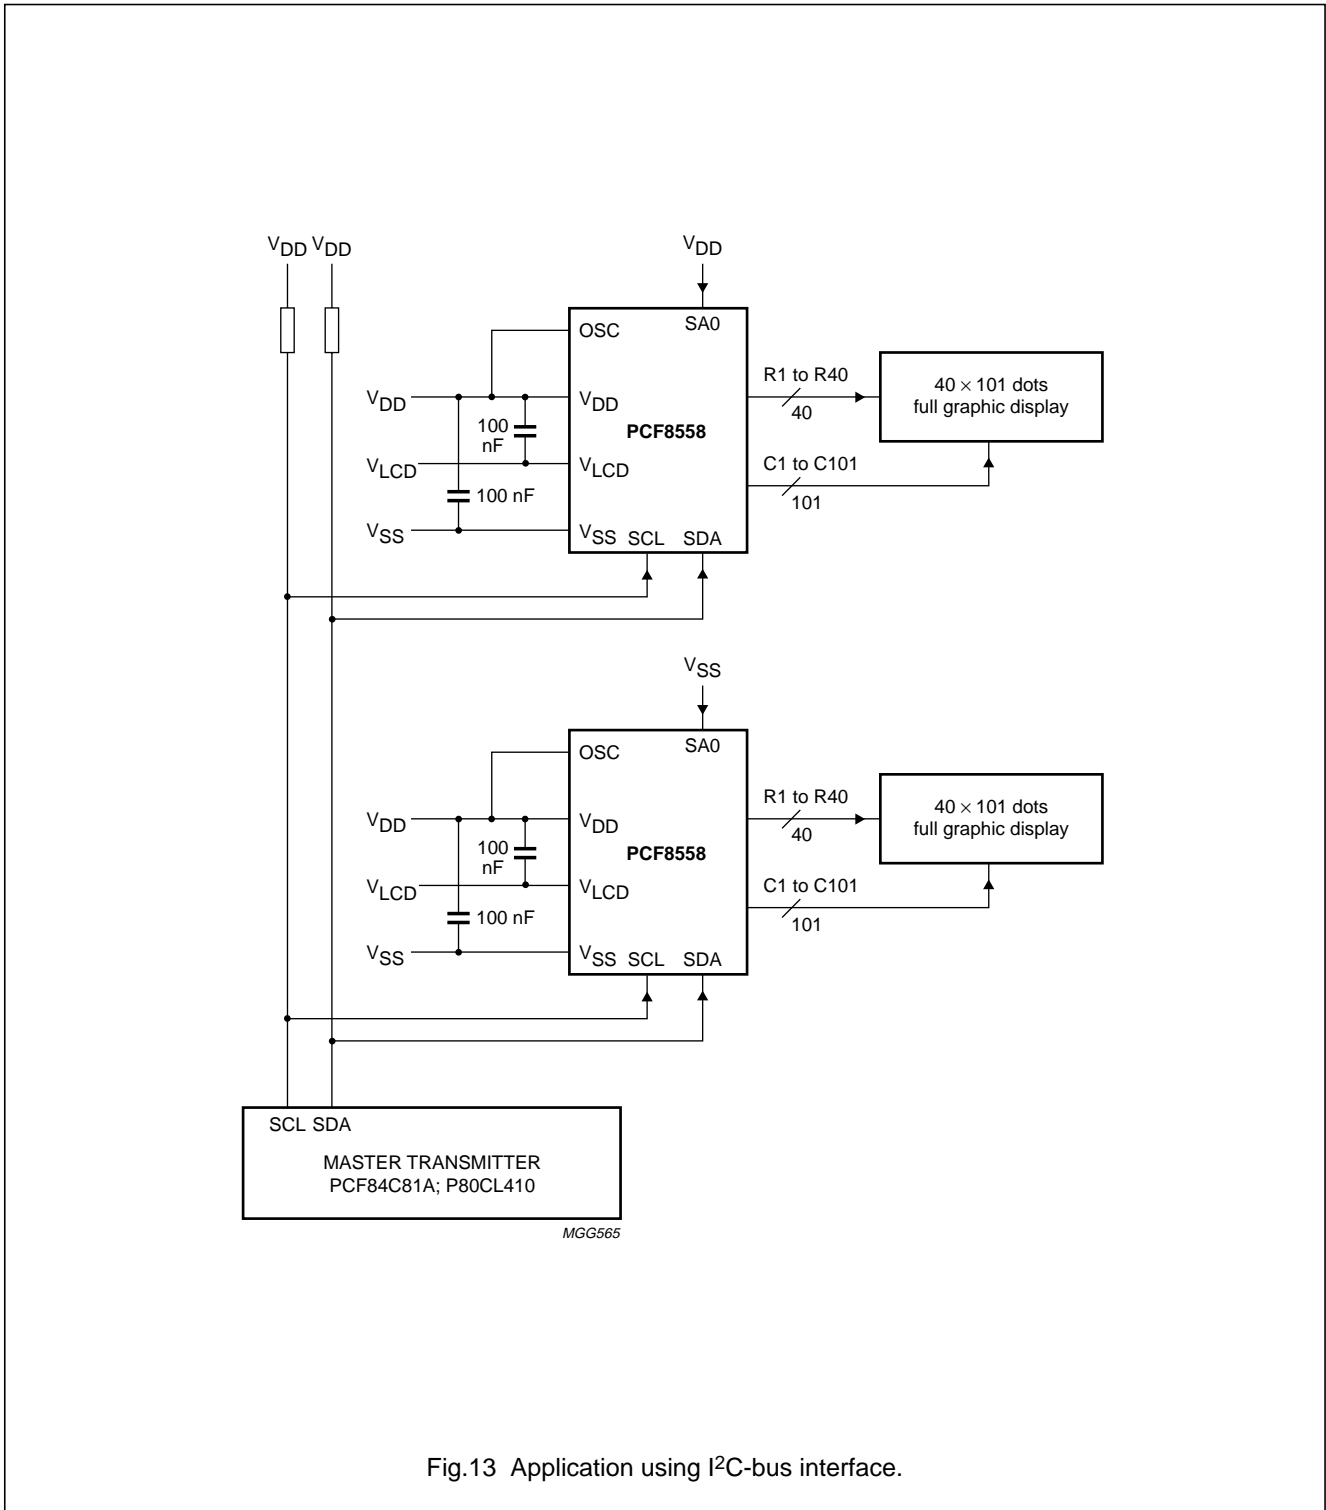 VDD VDD
VDD
SA0
OSC
VDD
VDD
100
nF
PCF8558
VLCD
VLCD
100 nF
VSS
VSS SCL SDA
R1 to R40
40
C1 to C101
101
40 × 101 dots
full graphic display
VSS
SA0
OSC
VDD
VDD
100
nF
PCF8558
VLCD
VLCD
100 nF
VSS
VSS SCL SDA
R1 to R40
40
C1 to C101
101
40 × 101 dots
full graphic display
SCL SDA
MASTER TRANSMITTER
PCF84C81A; P80CL410
MGG565
Fig.13 Application using I²C-bus interface.